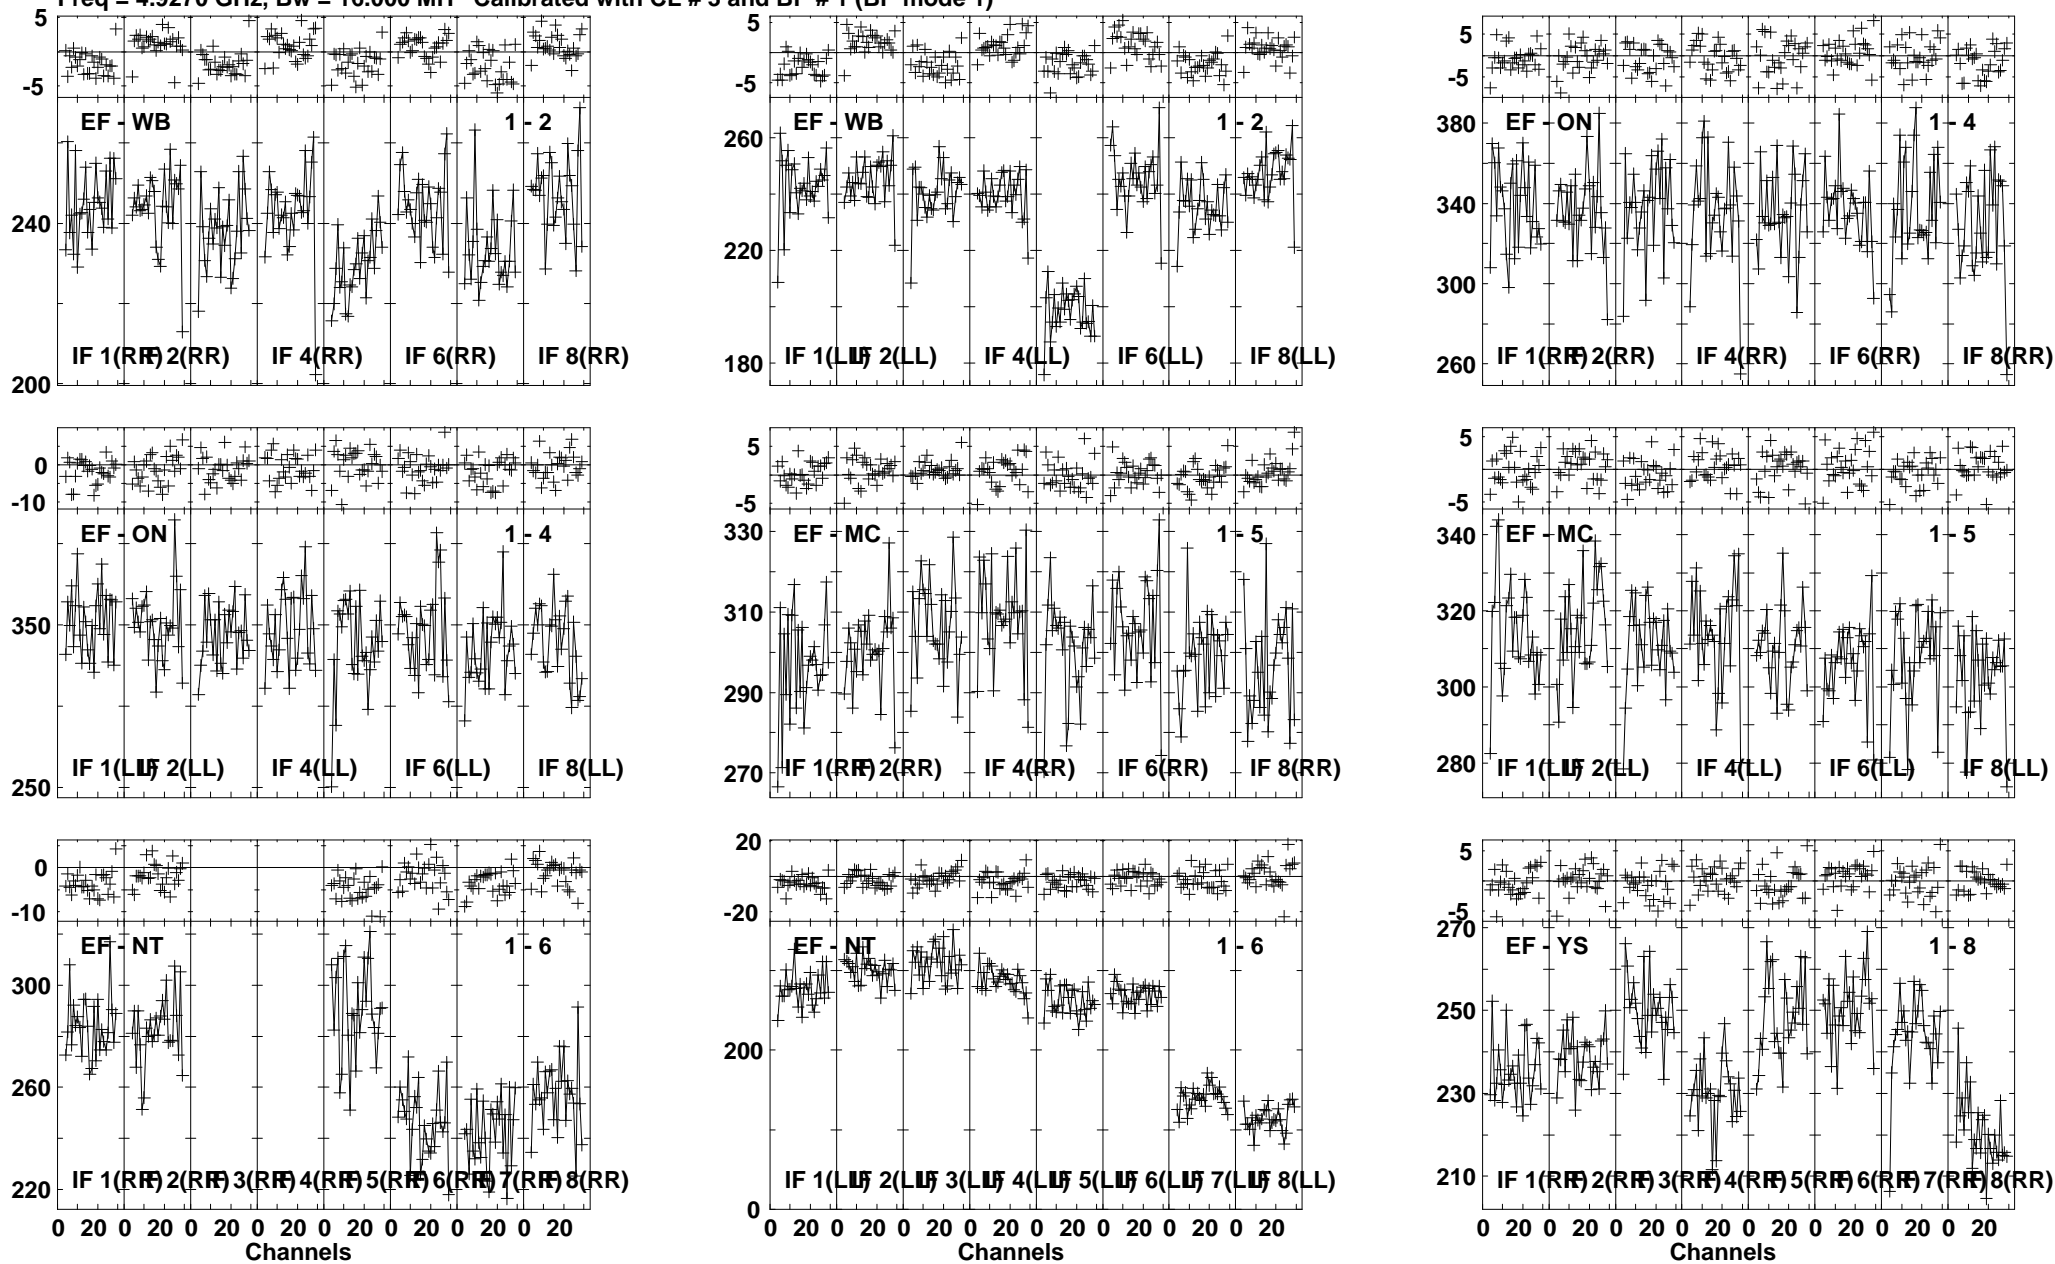 Freq = 4.9270 GHz, Bw = 16.000 MH Calibrated with CL # 3 and BP # 1 (BP mode 1)
5
-5
EF - WB 1 - 2
240
200
IF 1(RR) IF 2(RR) IF 4(RR) IF 6(RR) IF 8(RR)
5
-5
EF - WB 1 - 2
260
220
180
IF 1(LL) IF 2(LL) IF 4(LL) IF 6(LL) IF 8(LL)
5
-5
EF - ON 1 - 4
380
340
300
260
IF 1(RR) IF 2(RR) IF 4(RR) IF 6(RR) IF 8(RR)
0
-10
EF - ON 1 - 4
350
250
IF 1(LL) IF 2(LL) IF 4(LL) IF 6(LL) IF 8(LL)
5
-5
EF - MC 1 - 5
330
310
290
270
IF 1(RR) IF 2(RR) IF 4(RR) IF 6(RR) IF 8(RR)
5
-5
EF - MC 1 - 5
340
320
300
280
IF 1(LL) IF 2(LL) IF 4(LL) IF 6(LL) IF 8(LL)
0
-10
EF - NT 1 - 6
300
260
220
IF 1(RR) IF 2(RR) IF 3(RR) IF 4(RR) IF 5(RR) IF 6(RR) IF 7(RR) IF 8(RR)
0 20 0 20 0 20 0 20 0 20 0 20 0 20 0 20
Channels
20
-20
EF - NT 1 - 6
200
0
IF 1(LL) IF 2(LL) IF 3(LL) IF 4(LL) IF 5(LL) IF 6(LL) IF 7(LL) IF 8(LL)
0 20 0 20 0 20 0 20 0 20 0 20 0 20 0 20
Channels
5
-5
EF - YS 1 - 8
270
250
230
210
IF 1(RR) IF 2(RR) IF 3(RR) IF 4(RR) IF 5(RR) IF 6(RR) IF 7(RR) IF 8(RR)
0 20 0 20 0 20 0 20 0 20 0 20 0 20 0 20
Channels